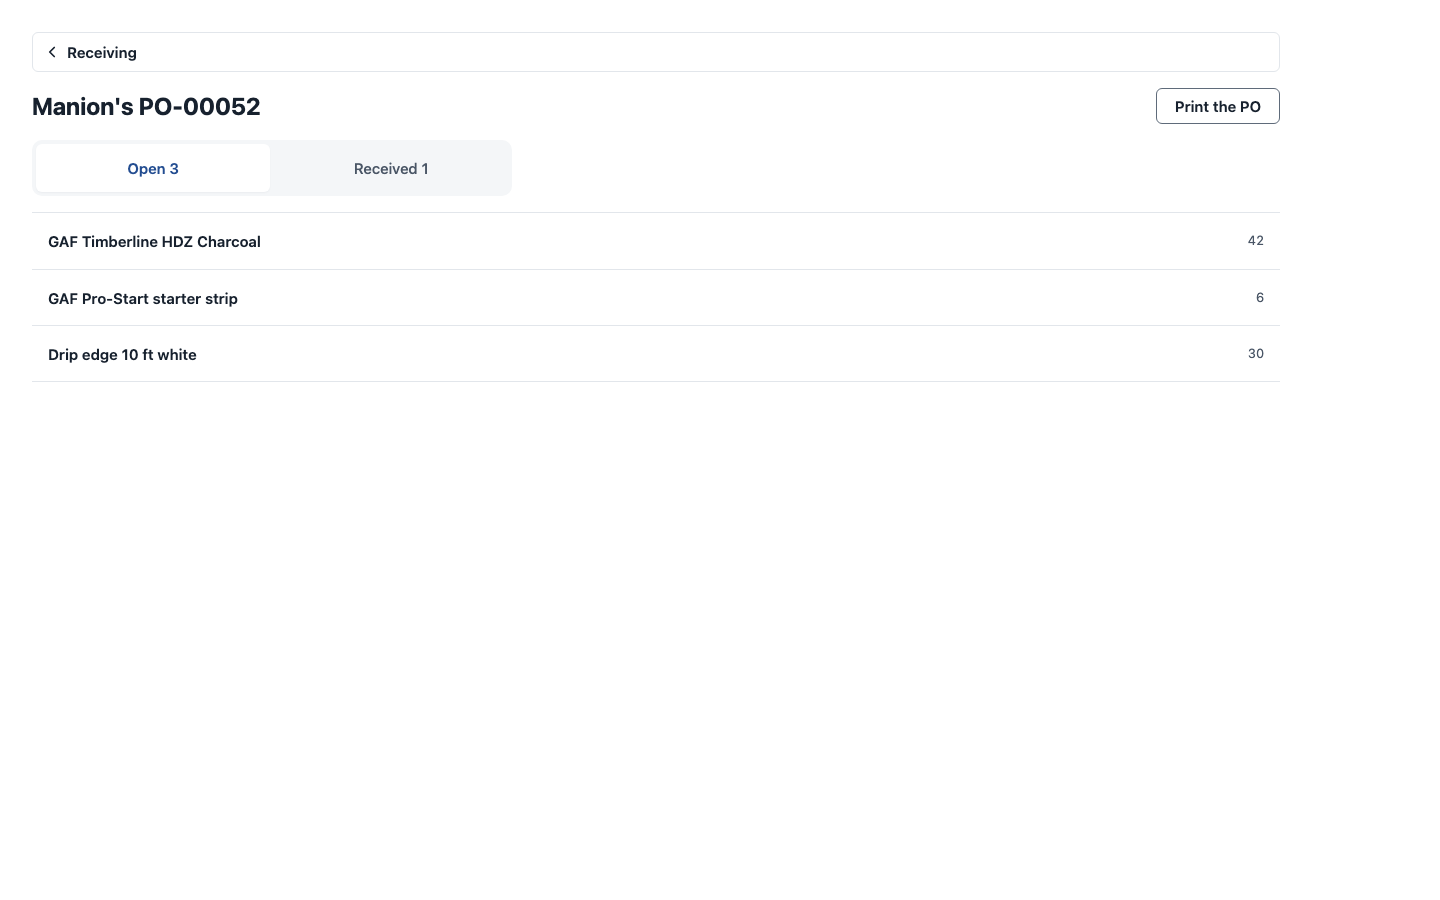 Receiving
Manion's PO-00052
Print the PO
Open 3
Received 1
GAF Timberline HDZ Charcoal
42
GAF Pro-Start starter strip
6
Drip edge 10 ft white
30